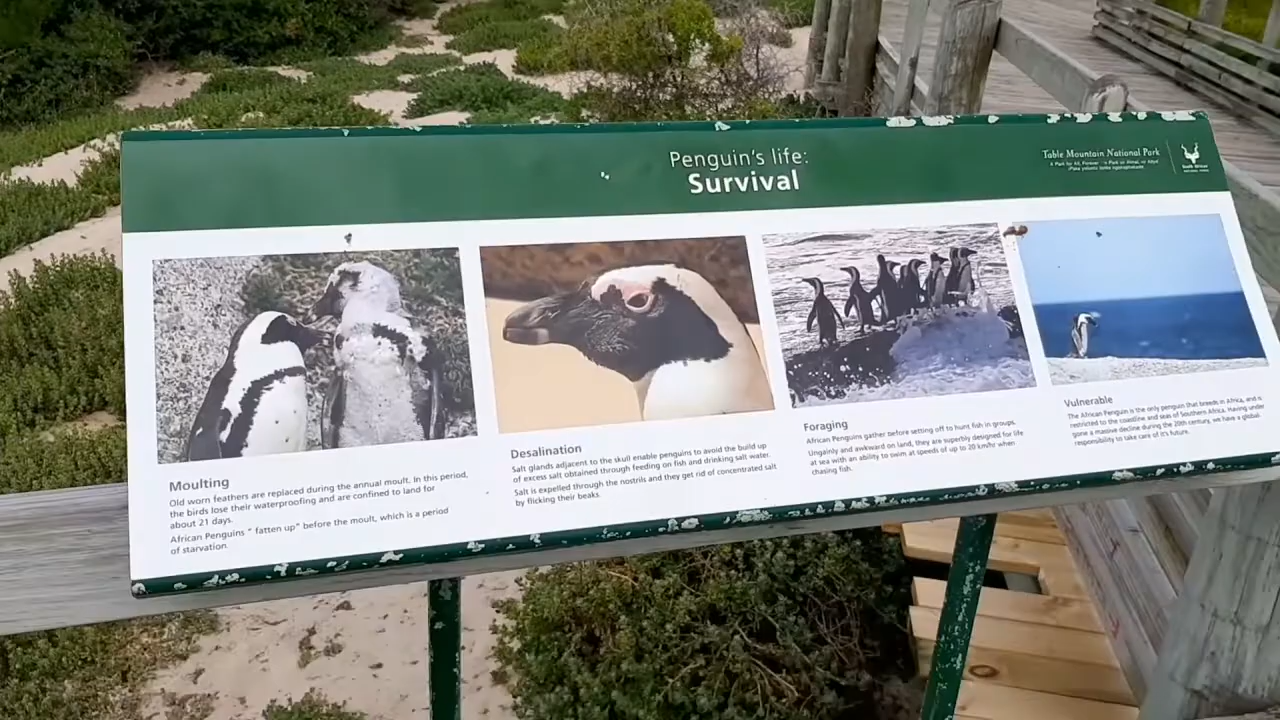 Penguin's life:
Survival
Table Mountain National Park
A Park for All, Forever
South African
NATIONAL PARKS
Moulting
Old worn feathers are replaced during the annual moult. In this period,
the birds lose their waterproofing and are confined to land for
about 21 days.
African Penguins " fatten up" before the moult, which is a period
of starvation.
Desalination
Salt glands adjacent to the skull enable penguins to avoid the build up
of excess salt obtained through feeding on fish and drinking salt water.
Salt is expelled through the nostrils and they get rid of concentrated salt
by flicking their beaks.
Foraging
African Penguins gather before setting off to hunt fish in groups.
Ungainly and awkward on land, they are superbly designed for life
at sea with an ability to swim at speeds of up to 20 km/hr when
chasing fish.
Vulnerable
The African Penguin is the only penguin that breeds in Africa, and is
restricted to the coastline and seas of Southern Africa. Having under
gone a massive decline during the 20th century, we have a global
responsibility to take care of it's future.